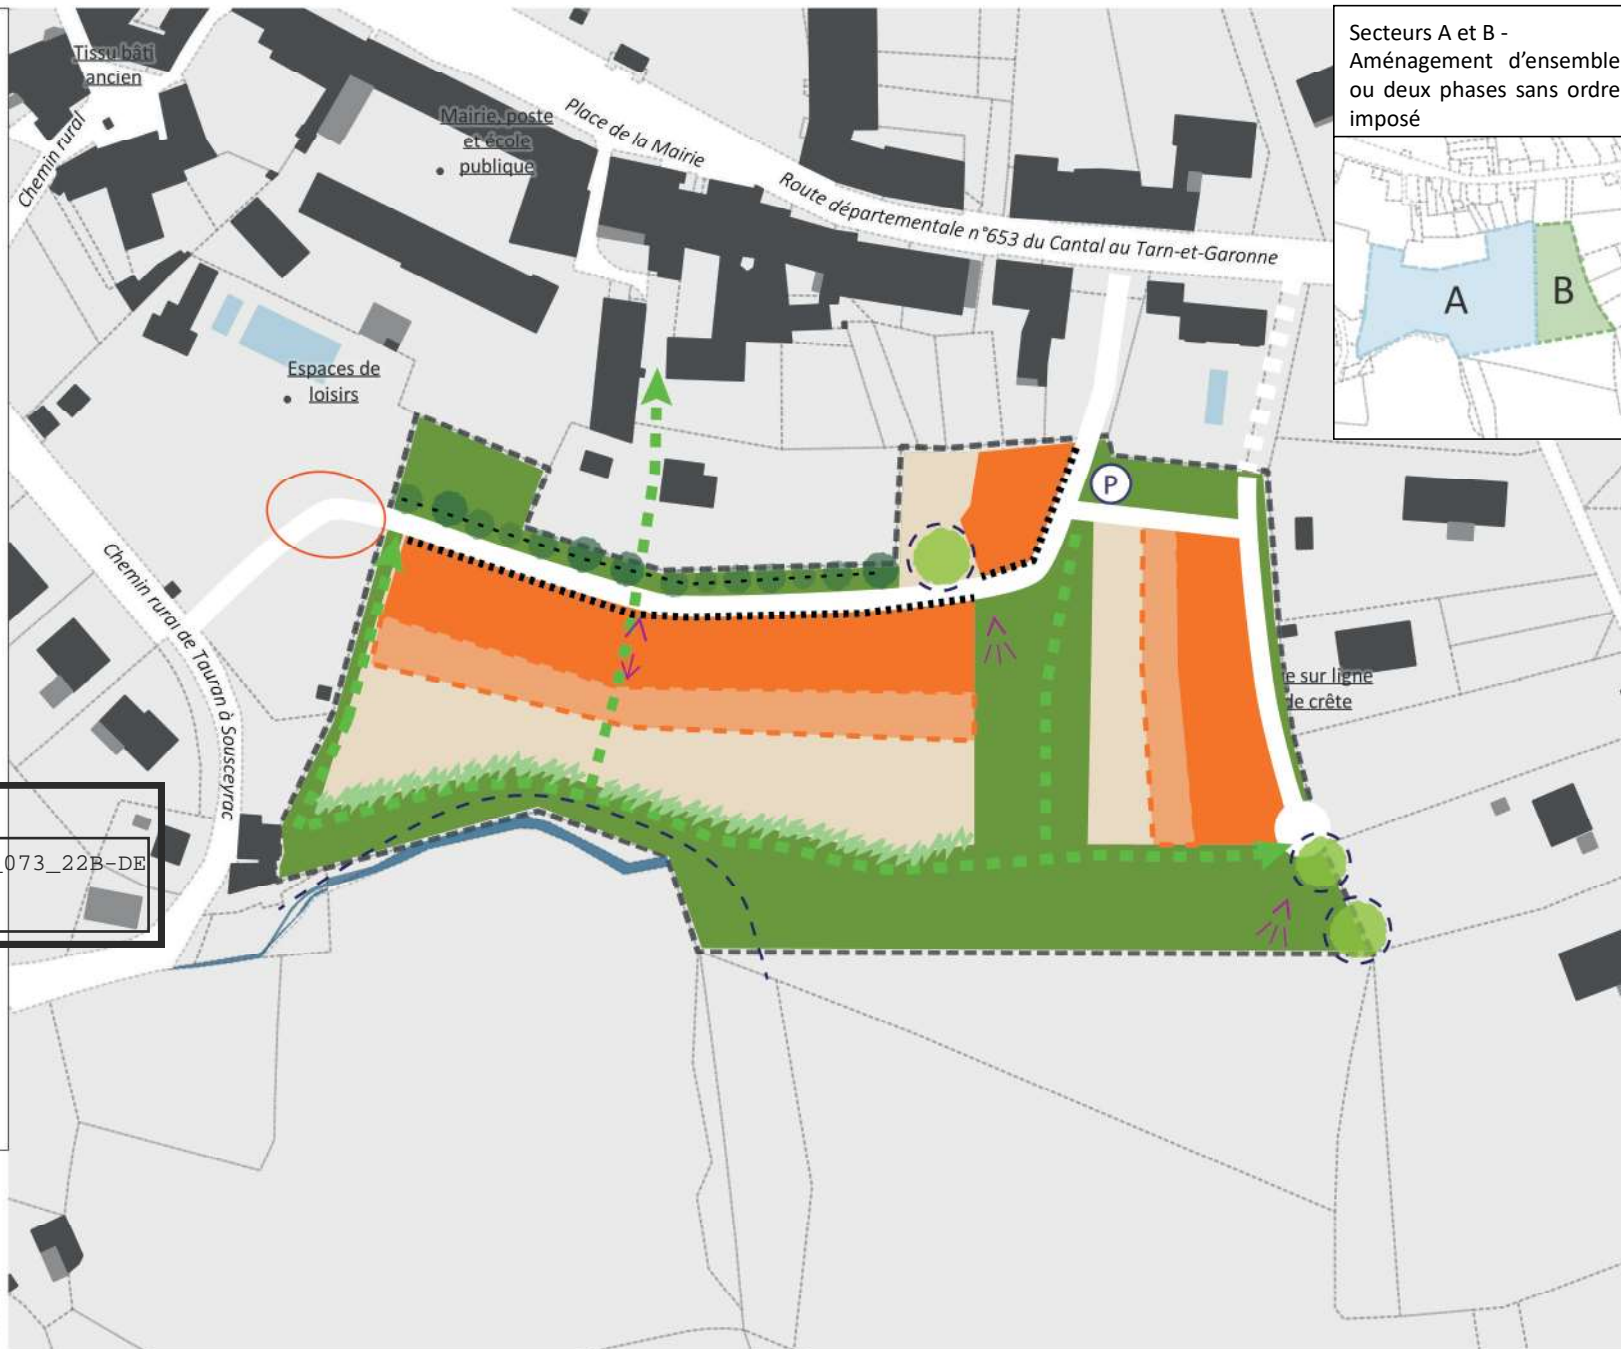 Tissu bâti
ancien
Chemin rural
Mairie, poste
et école
publique
Place de la Mairie
Route départementale n°653 du Cantal au Tarn-et-Garonne
Secteurs A et B -
Aménagement d'ensemble
ou deux phases sans ordre
imposé
A
B
Espaces de
loisirs
P
Chemin rural de Tauran à Sousceyrac
re sur ligne
de crête
_073_22B-DE